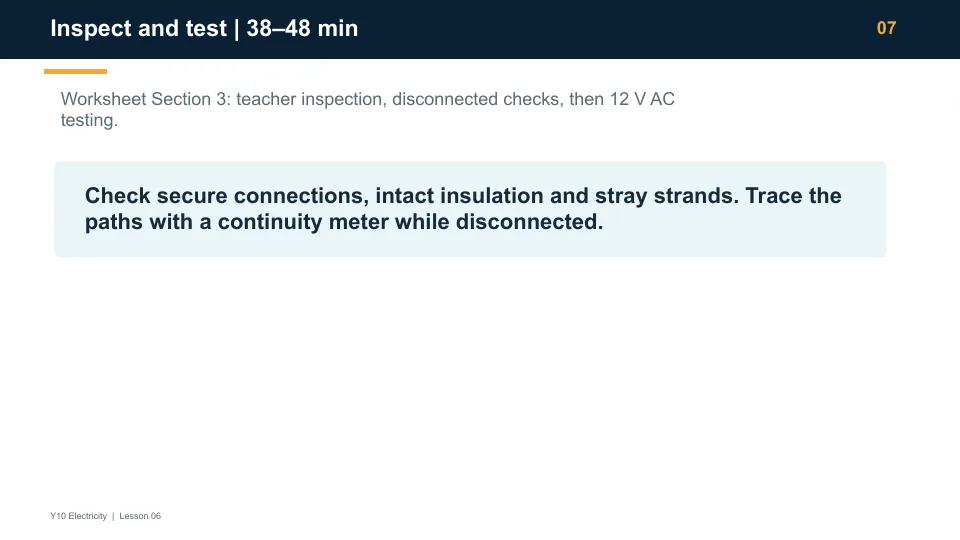 Inspect and test | 38–48 min
07
Worksheet Section 3: teacher inspection, disconnected checks, then 12 V AC
testing.
Check secure connections, intact insulation and stray strands. Trace the
paths with a continuity meter while disconnected.
Y10 Electricity | Lesson 06